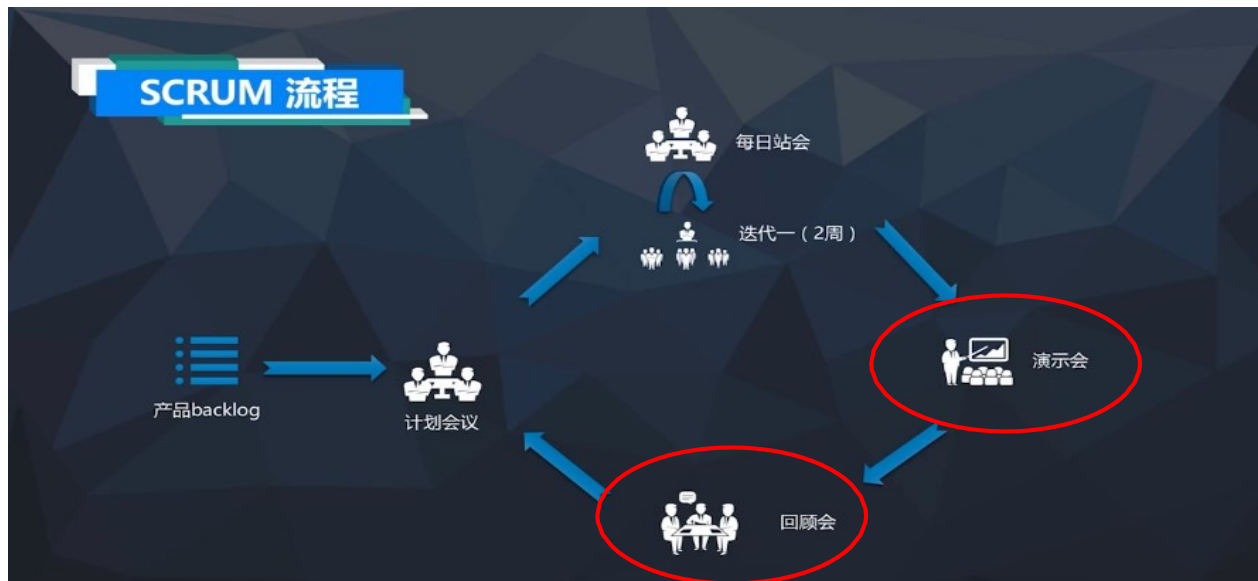 SCRUM 流程
每日站会
迭代一（2周）
演示会
产品backlog
计划会议
回顾会